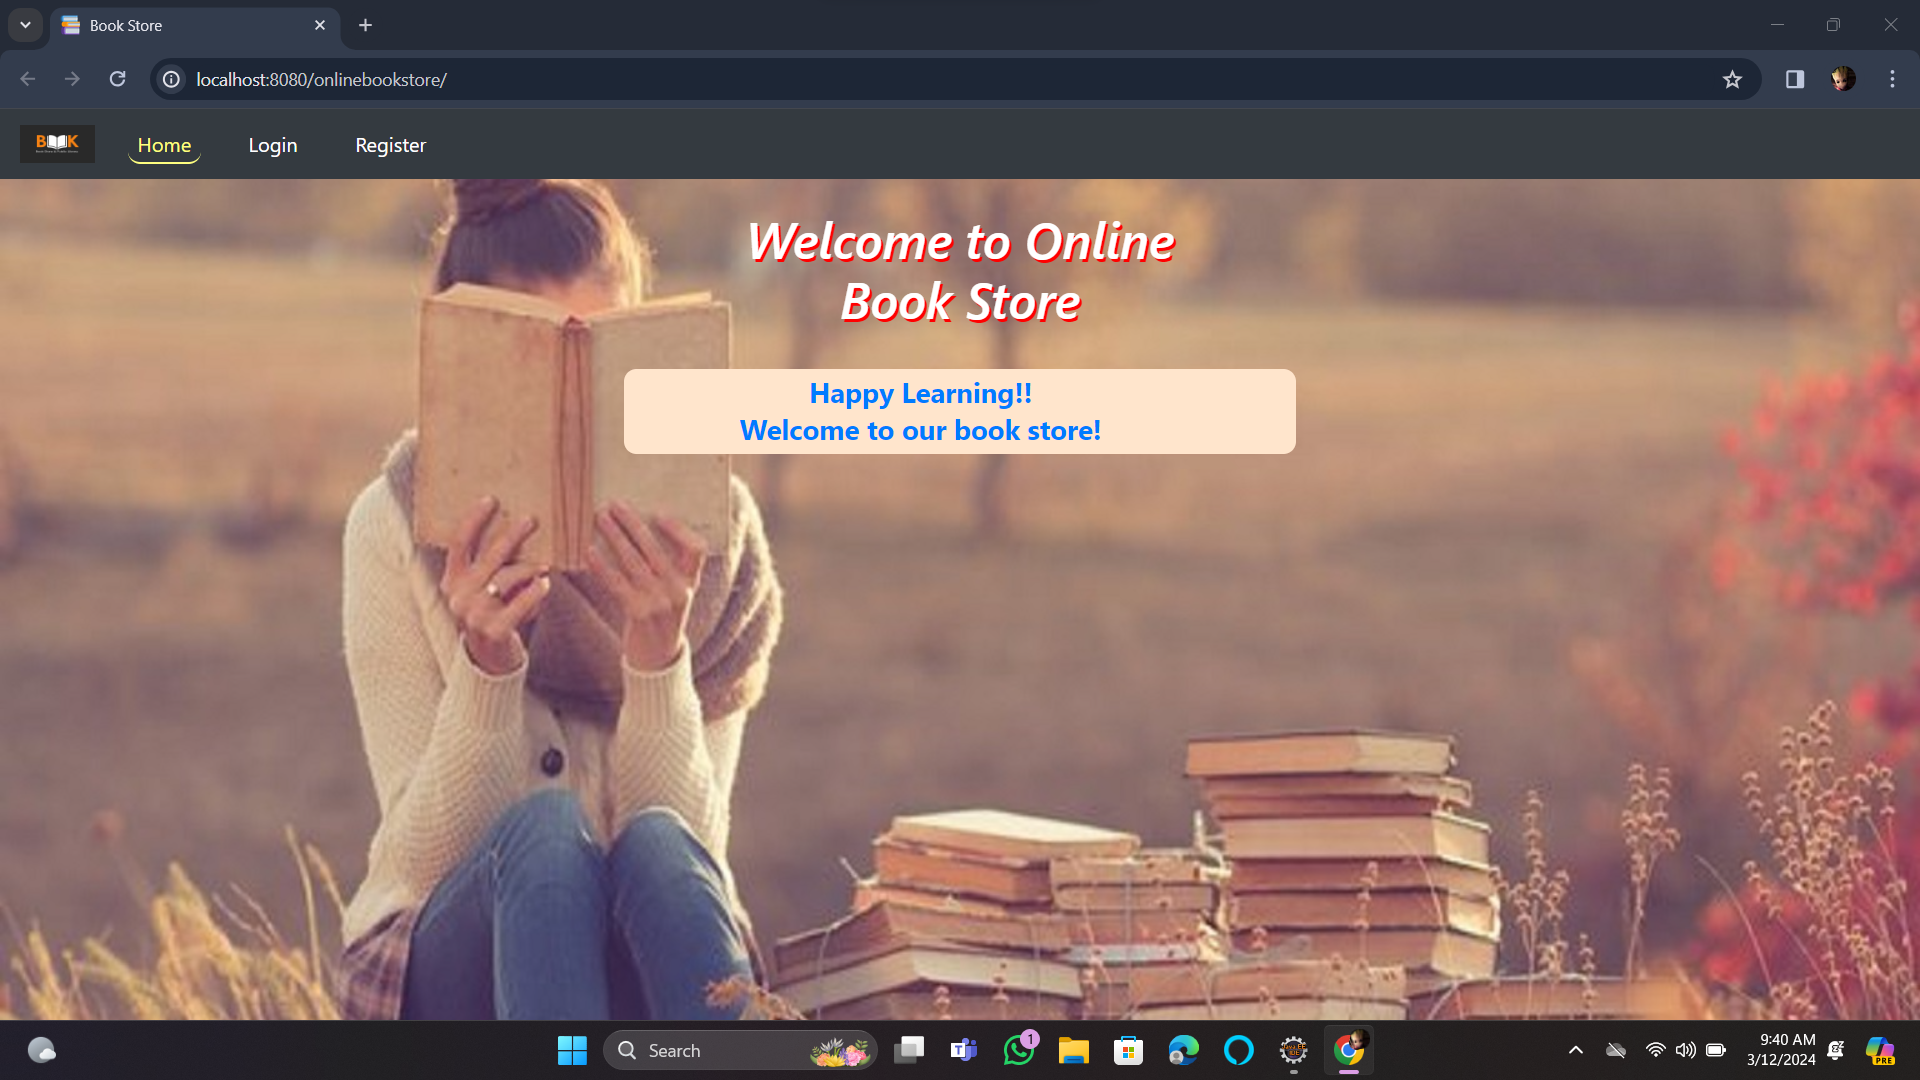 Book Store
localhost:8080/onlinebookstore/
BOOK
Home
Login
Register
Welcome to Online
Book Store
Happy Learning!!
Welcome to our book store!
Search
1
9:40 AM
3/12/2024
PRE